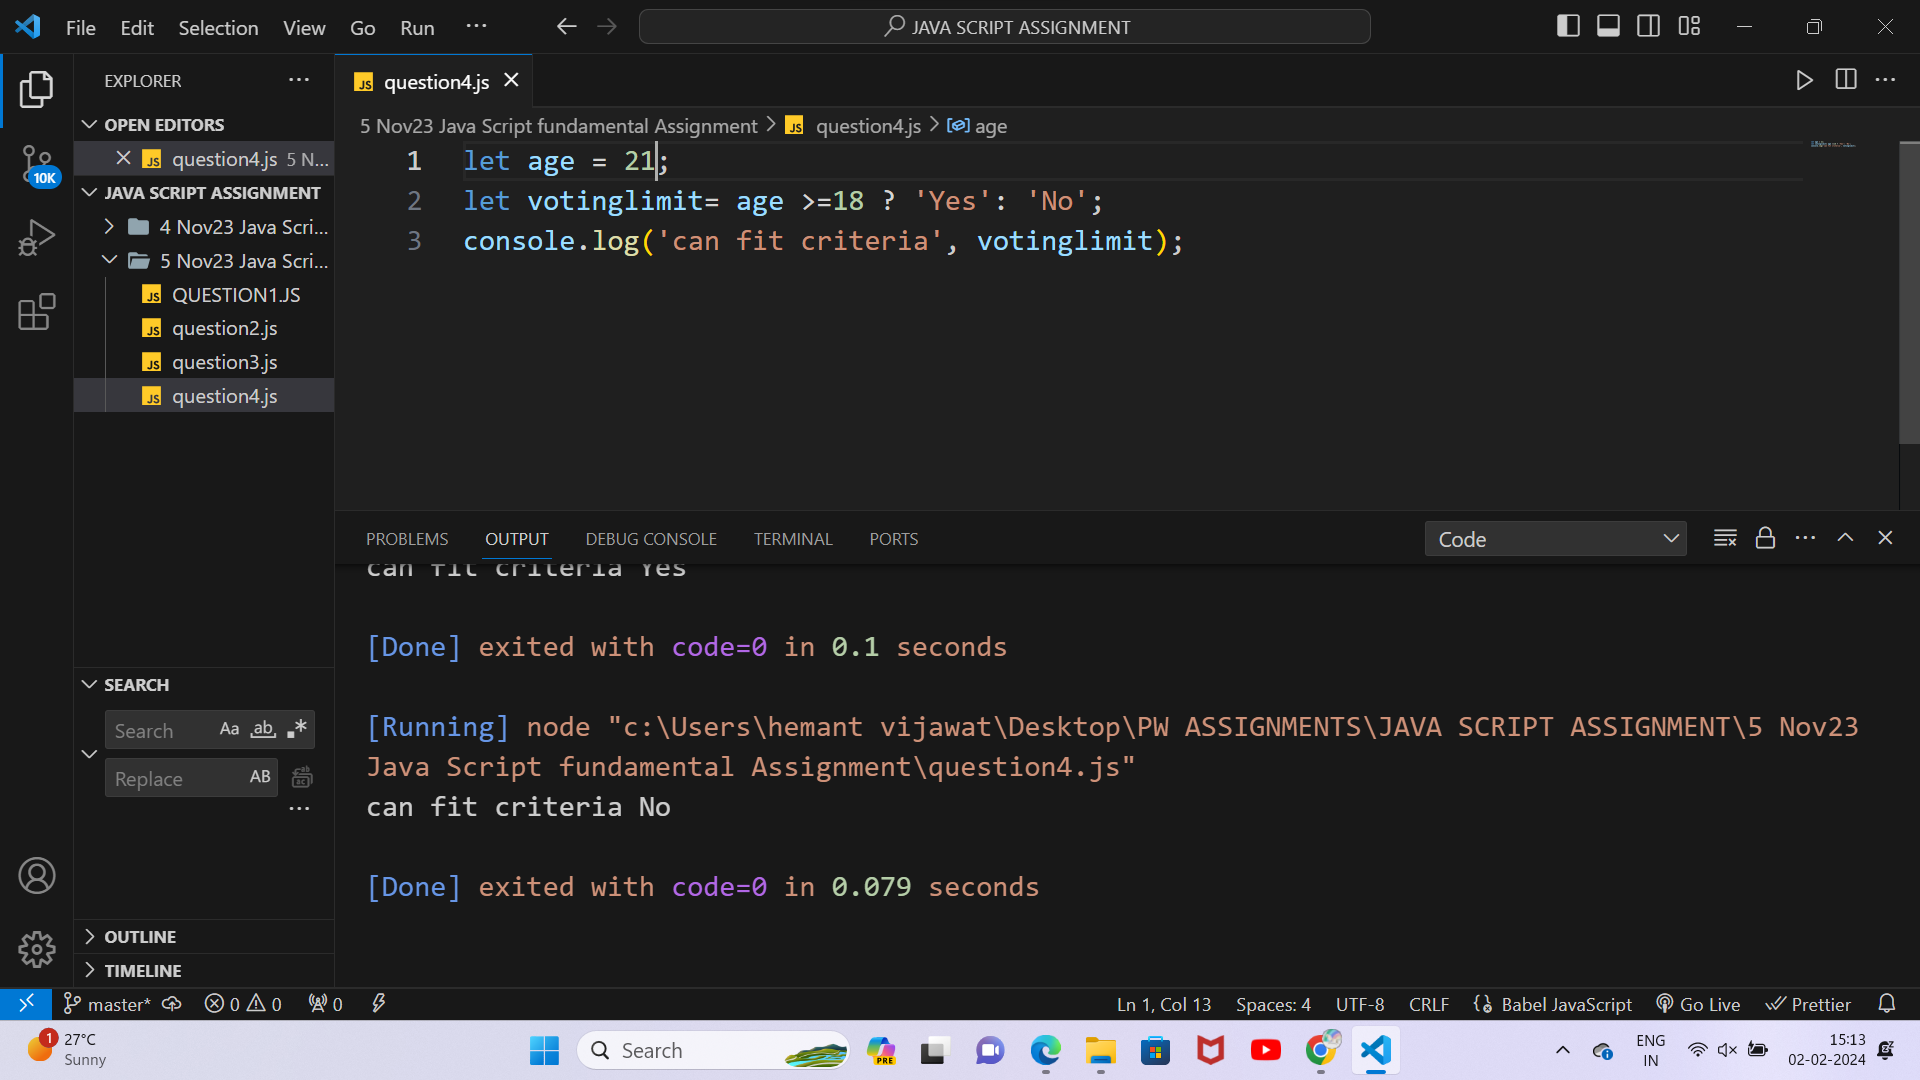 File Edit Selection View Go Run ··· JAVA SCRIPT ASSIGNMENT
EXPLORER ···
question4.js
OPEN EDITORS
question4.js 5 N...
JAVA SCRIPT ASSIGNMENT
4 Nov23 Java Scri...
5 Nov23 Java Scri...
QUESTION1.JS
question2.js
question3.js
question4.js
10K
5 Nov23 Java Script fundamental Assignment > question4.js > age
1 let age = 21;
2 let votinglimit= age >=18 ? 'Yes': 'No';
3 console.log('can fit criteria', votinglimit);
PROBLEMS OUTPUT DEBUG CONSOLE TERMINAL PORTS Code
can fit criteria Yes
[Done] exited with code=0 in 0.1 seconds
[Running] node "c:\Users\hemant vijawat\Desktop\PW ASSIGNMENTS\JAVA SCRIPT ASSIGNMENT\5 Nov23
Java Script fundamental Assignment\question4.js"
can fit criteria No
[Done] exited with code=0 in 0.079 seconds
SEARCH
Search Aa ab .*
Replace AB
···
OUTLINE
TIMELINE
master* 0 0 0 Ln 1, Col 13 Spaces: 4 UTF-8 CRLF Babel JavaScript Go Live Prettier
1 27°C
Sunny
Search
PRE
ENG
IN
15:13
02-02-2024